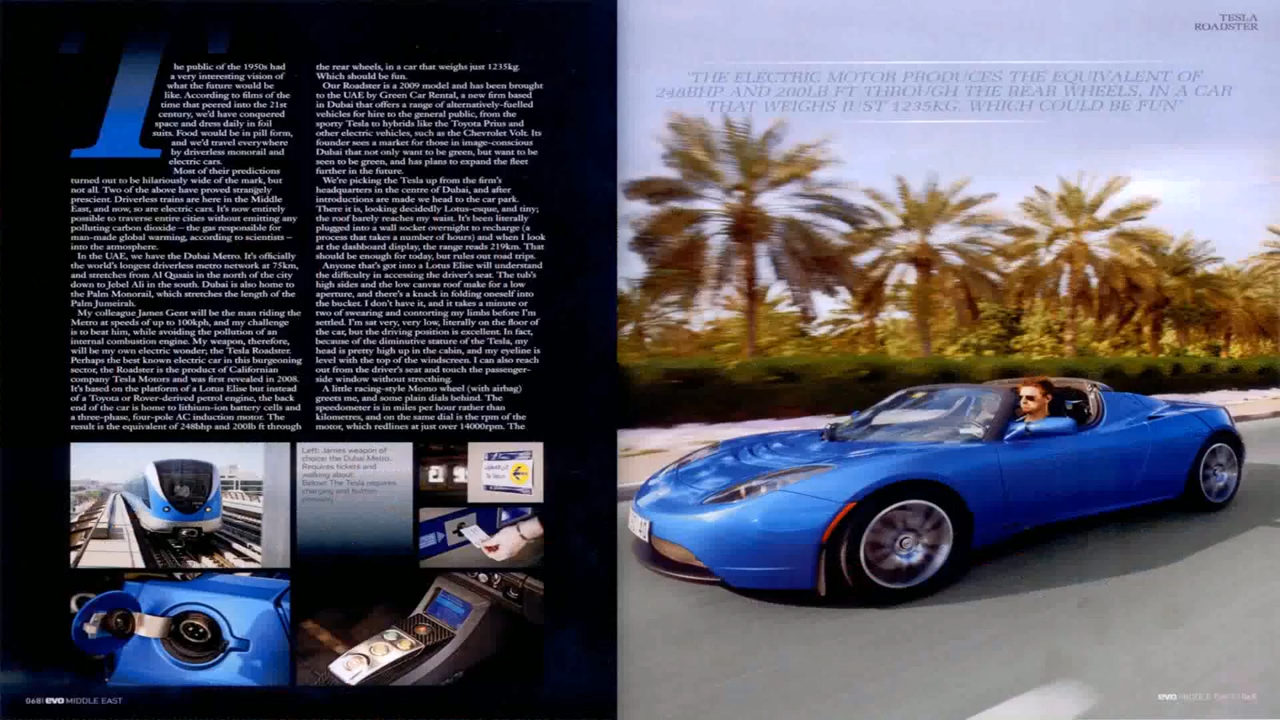 The public of the 1950s had
a very interesting vision of
what the future would be
like. According to films of the
time that peered into the 21st
century, we'd have conquered
space and dress daily in foil
suits. Food would be in pill form,
and we'd travel everywhere
by driverless monorail and
electric cars.
Most of their predictions
turned out to be hilariously wide of the mark, but
not all. Two of the above have proved strangely
prescient. Driverless trains are here in the Middle
East, and now, so are electric cars. It's now entirely
possible to traverse entire cities without emitting any
polluting carbon dioxide – the gas responsible for
man-made global warming, according to scientists –
into the atmosphere.
In the UAE, we have the Dubai Metro. It's officially
the world's longest driverless metro network at 75km,
and stretches from Al Qusais in the north of the city
down to Jebel Ali in the south. Dubai is also home to
the Palm Monorail, which stretches the length of the
Palm Jumeirah.
My colleague James Gent will be the man riding the
Metro at speeds of up to 100kph, and my challenge
is to beat him, while avoiding the pollution of an
internal combustion engine. My weapon, therefore,
will be my own electric wonder; the Tesla Roadster.
Perhaps the best known electric car in this burgeoning
sector, the Roadster is the product of Californian
company Tesla Motors and was first revealed in 2008.
It's based on the platform of a Lotus Elise but instead
of a Toyota or Rover-derived petrol engine, the back
end of the car is home to lithium-ion battery cells and
a three-phase, four-pole AC induction motor. The
result is the equivalent of 248bhp and 200lb ft through
the rear wheels, in a car that weighs just 1235kg.
Which should be fun.
Our Roadster is a 2009 model and has been brought
to the UAE by Green Car Rental, a new firm based
in Dubai that offers a range of alternatively-fuelled
vehicles for hire to the general public, from the
sporty Tesla to hybrids like the Toyota Prius and
other electric vehicles, such as the Chevrolet Volt. Its
founder sees a market for those in image-conscious
Dubai that not only want to be green, but want to be
seen to be green, and has plans to expand the fleet
further in the future.
We're picking the Tesla up from the firm's
headquarters in the centre of Dubai, and after
introductions are made we head to the car park.
There it is, looking decidedly Lotus-esque, and tiny;
the roof barely reaches my waist. It's been literally
plugged into a wall socket overnight to recharge (a
process that takes a number of hours) and when I look
at the dashboard display, the range reads 219km. That
should be enough for today, but rules out road trips.
Anyone that's got into a Lotus Elise will understand
the difficulty in accessing the driver's seat. The tub's
high sides and the low canvas roof make for a low
aperture, and there's a knack in folding oneself into
the bucket. I don't have it, and it takes a minute or
two of swearing and contorting my limbs before I'm
settled. I'm sat very, very low, literally on the floor of
the car, but the driving position is excellent. In fact,
because of the diminutive stature of the Tesla, my
head is pretty high up in the cabin, and my eyeline is
level with the top of the windscreen. I can also reach
out from the driver's seat and touch the passenger-
side window without stretching.
A little racing-style Momo wheel (with airbag)
greets me, and some plain dials behind. The
speedometer is in miles per hour rather than
kilometres, and on the same dial is the rpm of the
motor, which redlines at just over 14000rpm. The
Left: James weapon of
choice; the Dubai Metro.
Requires tickets and
walking about
Below: The Tesla requires
charging and button
pressing
068| evo MIDDLE EAST
TESLA
ROADSTER
'THE ELECTRIC MOTOR PRODUCES THE EQUIVALENT OF
248BHP AND 200LB FT THROUGH THE REAR WHEELS, IN A CAR
THAT WEIGHS JUST 1235KG. WHICH COULD BE FUN'
evo MIDDLE EAST